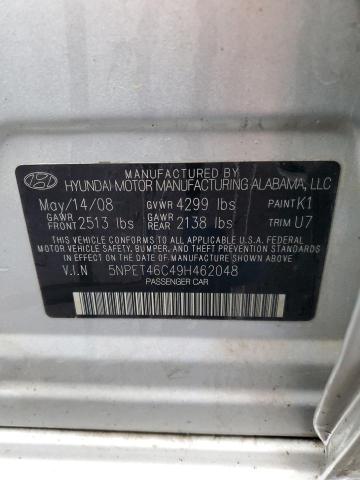 MANUFACTURED BY
HYUNDAI MOTOR MANUFACTURING ALABAMA, LLC
May/14/08 GVWR 4299 lbs PAINT K1
GAWR FRONT 2513 lbs GAWR REAR 2138 lbs TRIM U7
THIS VEHICLE CONFORMS TO ALL APPLICABLE U.S.A. FEDERAL
MOTOR VEHICLE SAFETY, BUMPER, AND THEFT PREVENTION
STANDARDS IN EFFECT ON THE DATE OF MANUFACTURE SHOWN ABOVE.
V.I.N 5NPET46C49H462048
PASSENGER CAR